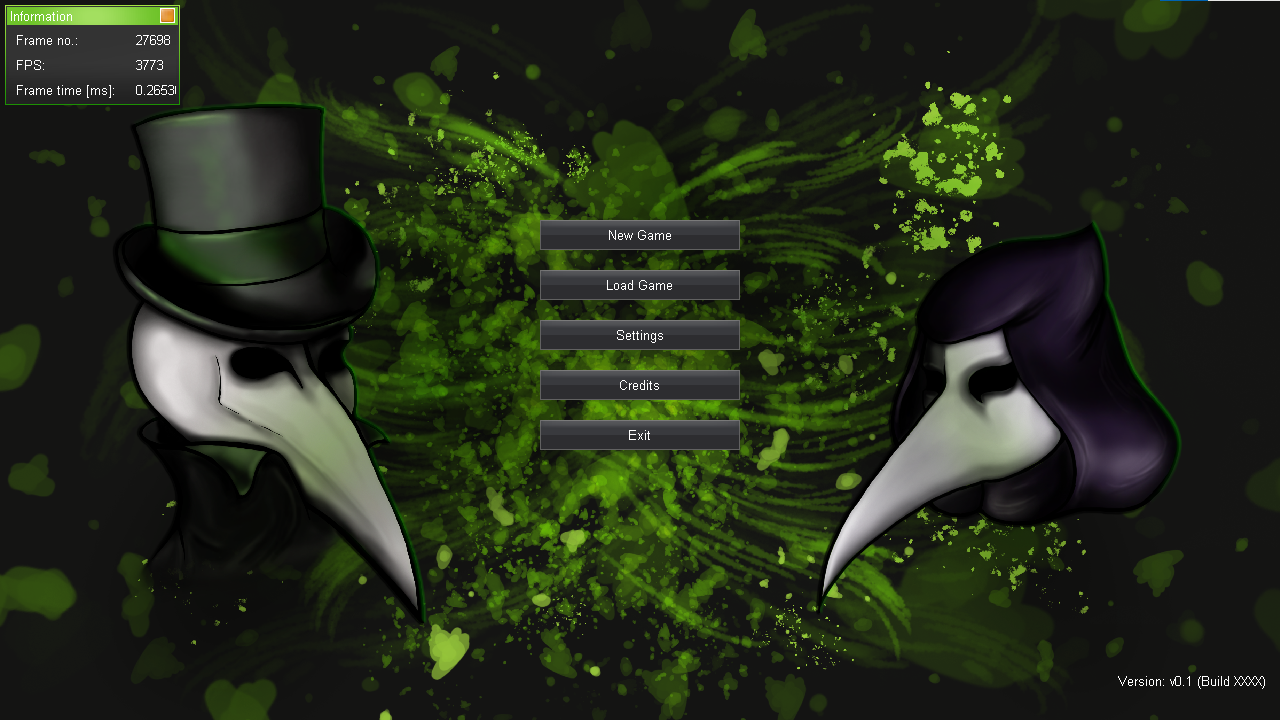 Information
Frame no.: 27698
FPS: 3773
Frame time [ms]: 0.2653
New Game
Load Game
Settings
Credits
Exit
Version: v0.1 (Build XXXX)